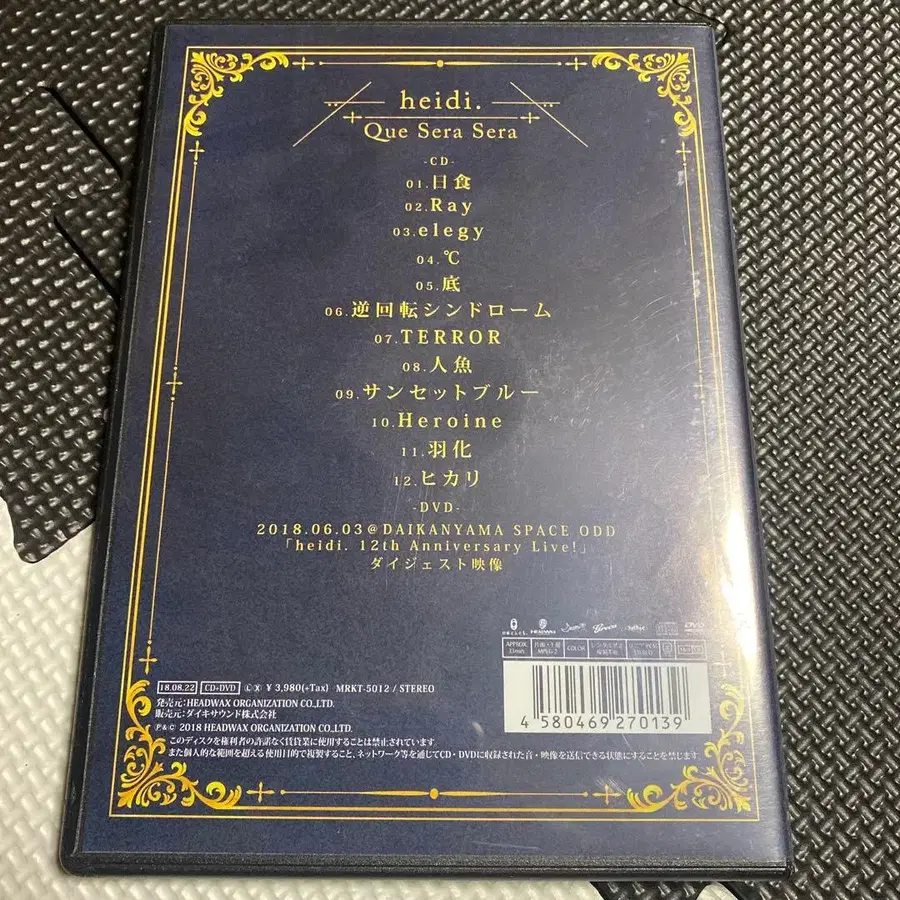 heidi.
Que Sera Sera
-CD-
01.日食
02.Ray
03.elegy
04.℃
05.底
06.逆回転シンドローム
07.TERROR
08.人魚
09.サンセットブルー
10.Heroine
11.羽化
12.ヒカリ
-DVD-
2018.06.03@DAIKANYAMA SPACE ODD
「heidi. 12th Anniversary Live!」
ダイジェスト映像
HEADWAX
APPROX. COLOR
18.08.22 CD+DVD Ⓛ Ⓧ ¥ 3,980(+Tax) MRKT-5012 / STEREO
発売元:HEADWAX ORGANIZATION CO.,LTD.
販売元:ダイキサウンド株式会社
P&C 2018 HEADWAX ORGANIZATION CO.,LTD.
このディスクを権利者の許諾なく賃貸業に使用することは禁止されています。
また個人的な範囲を超える使用目的で複製すること、ネットワーク等を通じてCD・DVDに収録された音・映像を送信できる状態にすることを禁じます。
4 580469 270139